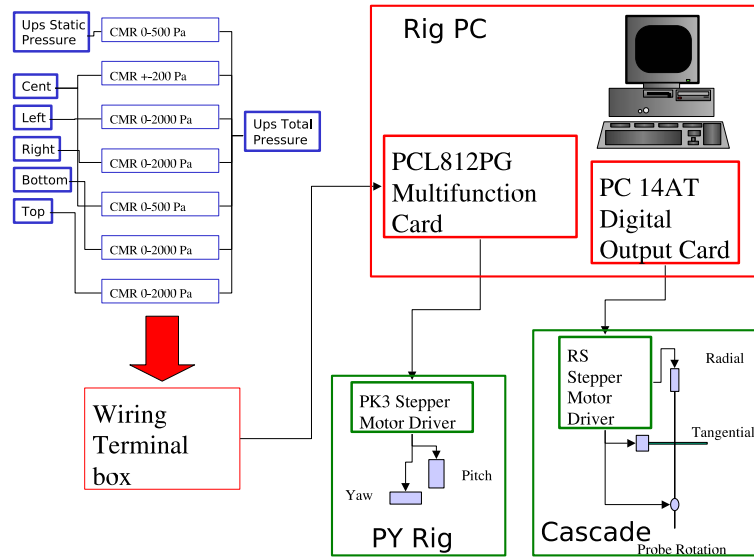 Ups Static
Pressure
CMR 0-500 Pa
Cent
CMR +-200 Pa
Left
CMR 0-2000 Pa
Right
CMR 0-2000 Pa
Bottom
CMR 0-500 Pa
Top
CMR 0-2000 Pa
CMR 0-2000 Pa
Ups Total
Pressure
Wiring
Terminal
box
Rig PC
PCL812PG
Multifunction
Card
PC 14AT
Digital
Output Card
PK3 Stepper
Motor Driver
Yaw
Pitch
PY Rig
RS
Stepper
Motor
Driver
Radial
Tangential
Cascade
Probe Rotation